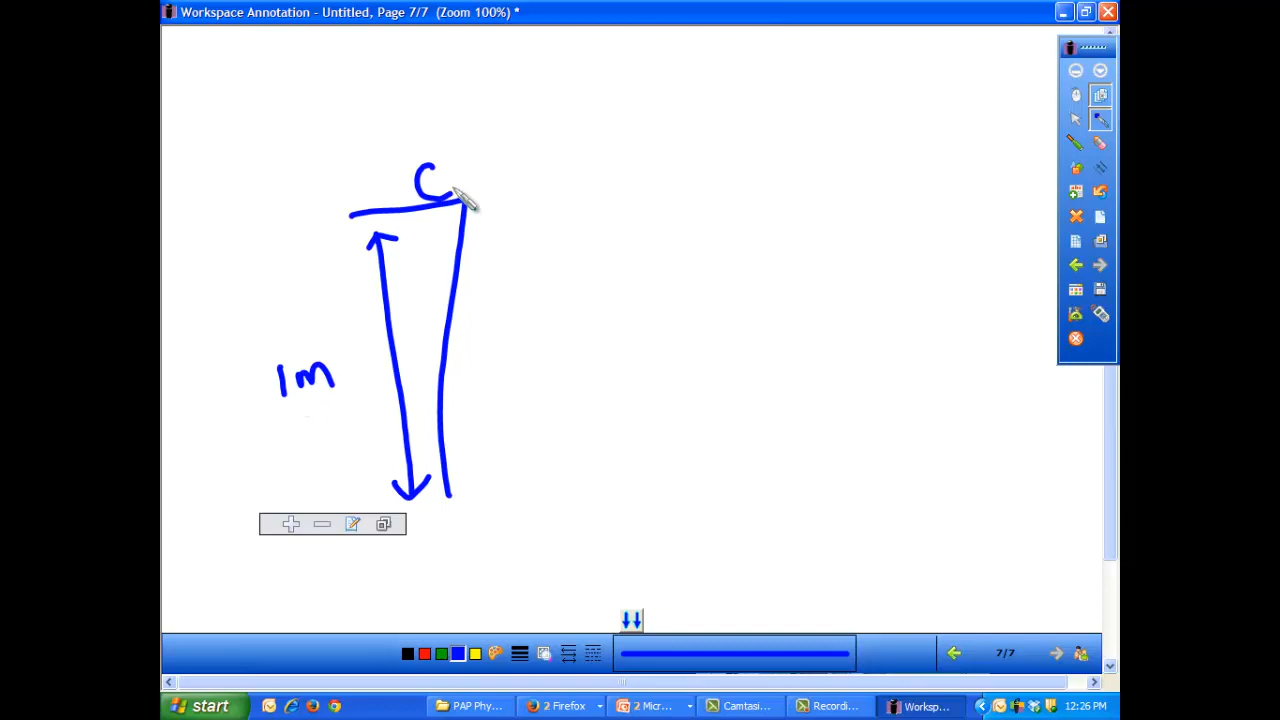 Workspace Annotation - Untitled, Page 7/7 (Zoom 100%) *
C
1m
7/7
start
PAP Phy...
2 Firefox
2 Micr...
Camtasi...
Recordi...
Worksp...
12:26 PM